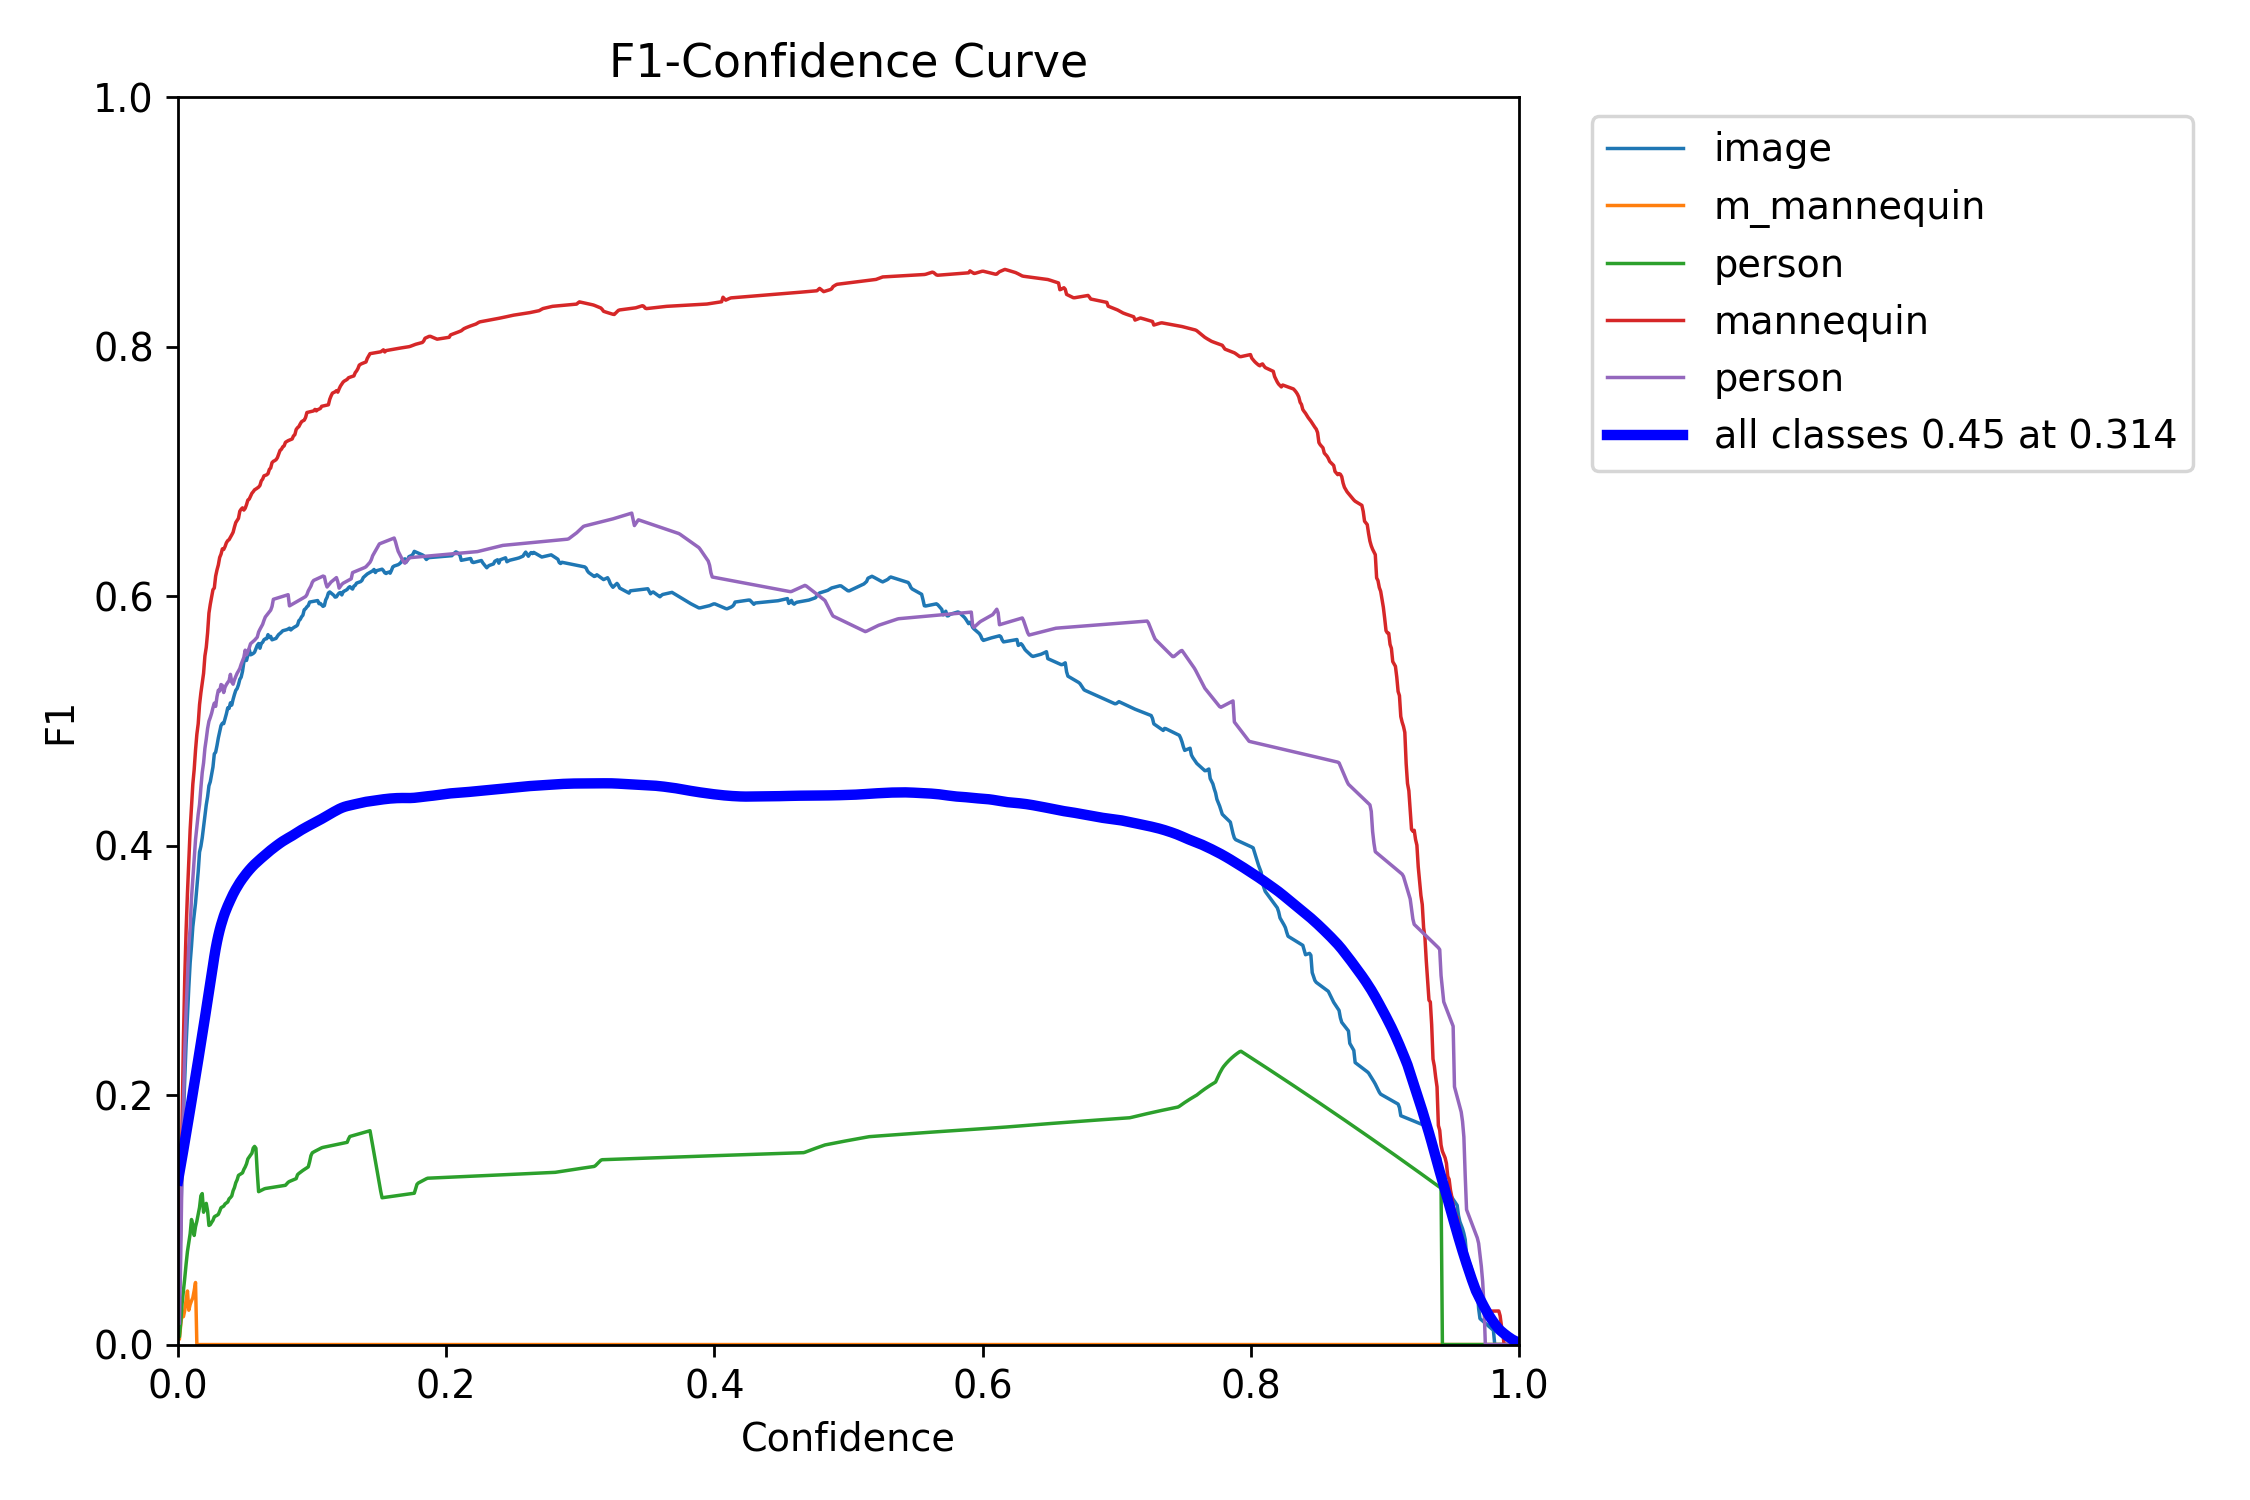 F1-Confidence Curve
1.0
0.8
0.6
0.4
0.2
0.0
F1
0.0 0.2 0.4 0.6 0.8 1.0
Confidence
image
m_mannequin
person
mannequin
person
all classes 0.45 at 0.314